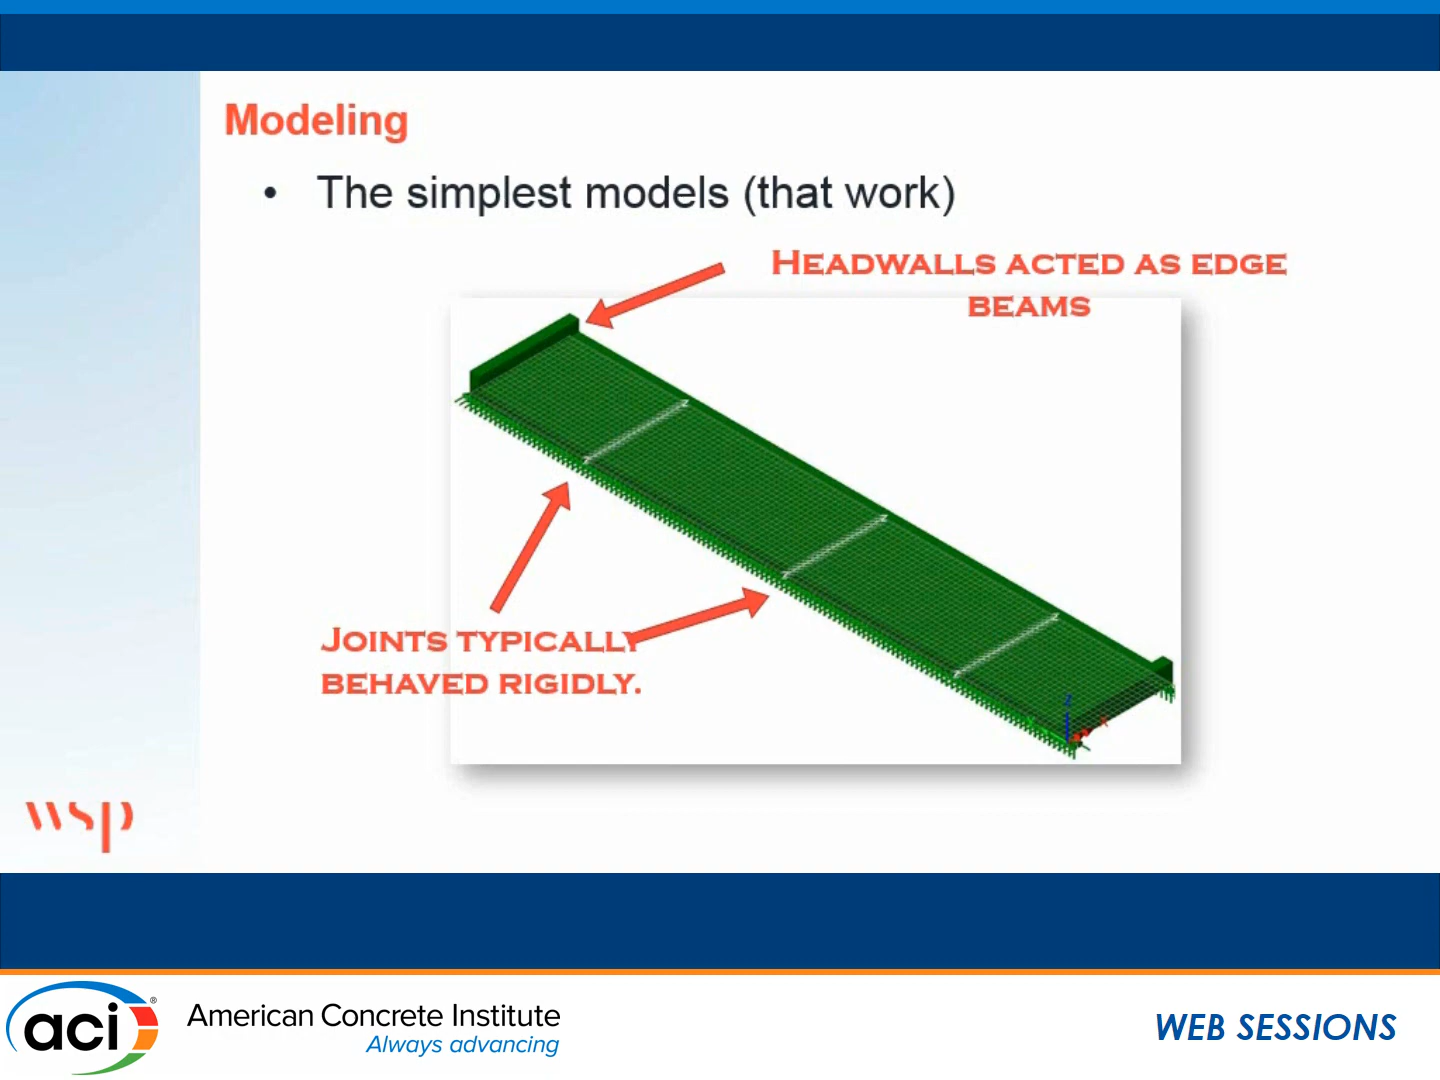 Modeling
• The simplest models (that work)
HEADWALLS ACTED AS EDGE
BEAMS
JOINTS TYPICALLY
BEHAVED RIGIDLY.
Z
X
wsp
aci®
American Concrete Institute
Always advancing
WEB SESSIONS